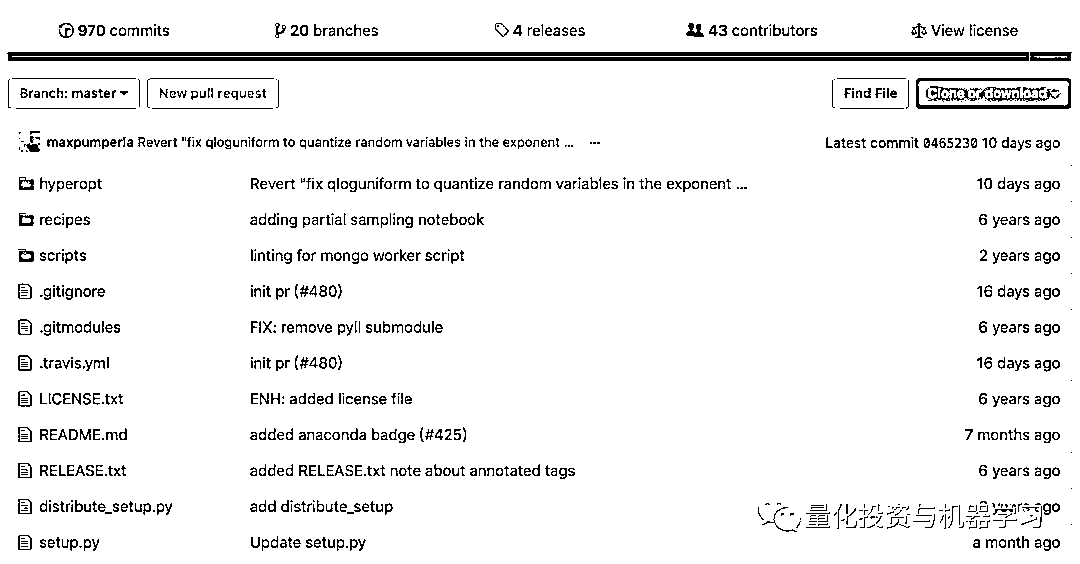 970 commits 20 branches 4 releases 43 contributors View license
Branch: master New pull request Find File Clone or download
maxpumperla Revert "fix qloguniform to quantize random variables in the exponent ... ... Latest commit 0465230 10 days ago
hyperopt Revert "fix qloguniform to quantize random variables in the exponent ... 10 days ago
recipes adding partial sampling notebook 6 years ago
scripts linting for mongo worker script 2 years ago
.gitignore init pr (#480) 16 days ago
.gitmodules FIX: remove pyll submodule 6 years ago
.travis.yml init pr (#480) 16 days ago
LICENSE.txt ENH: added license file 6 years ago
README.md added anaconda badge (#425) 7 months ago
RELEASE.txt added RELEASE.txt note about annotated tags 6 years ago
distribute_setup.py add distribute_setup years ago
量化投资与机器学习
setup.py Update setup.py a month ago